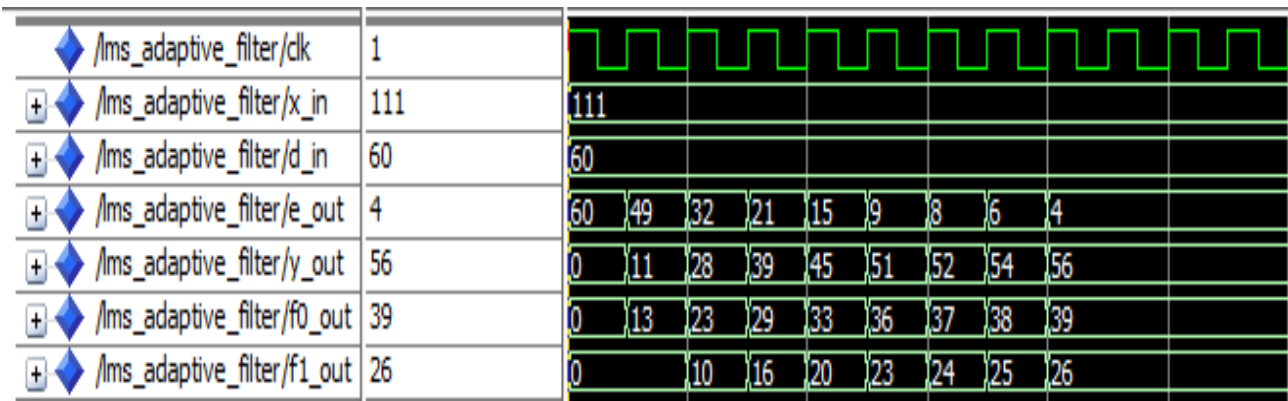 /lms_adaptive_filter/clk 1
/lms_adaptive_filter/x_in 111 111
/lms_adaptive_filter/d_in 60 60
/lms_adaptive_filter/e_out 4 60 49 32 21 15 9 8 6 4
/lms_adaptive_filter/y_out 56 0 11 28 39 45 51 52 54 56
/lms_adaptive_filter/f0_out 39 0 13 23 29 33 36 37 38 39
/lms_adaptive_filter/f1_out 26 0 10 16 20 23 24 25 26